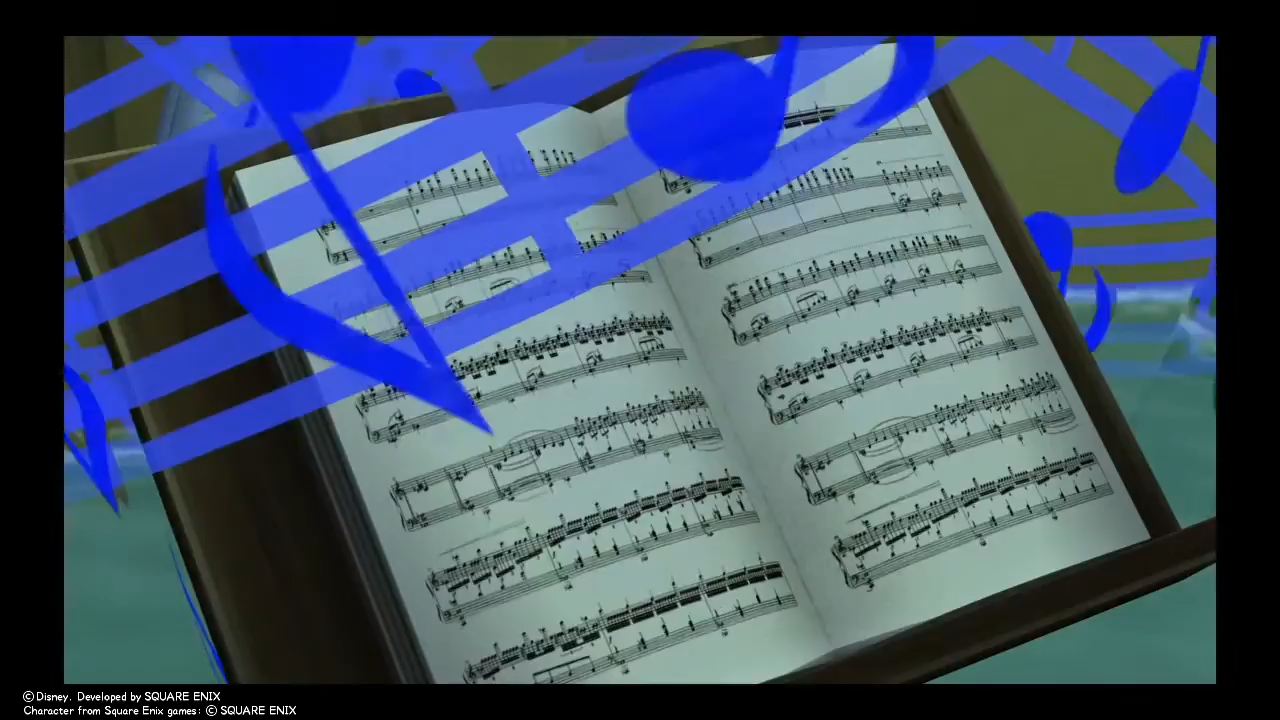 ©Disney. Developed by SQUARE ENIX
Character from Square Enix games: © SQUARE ENIX